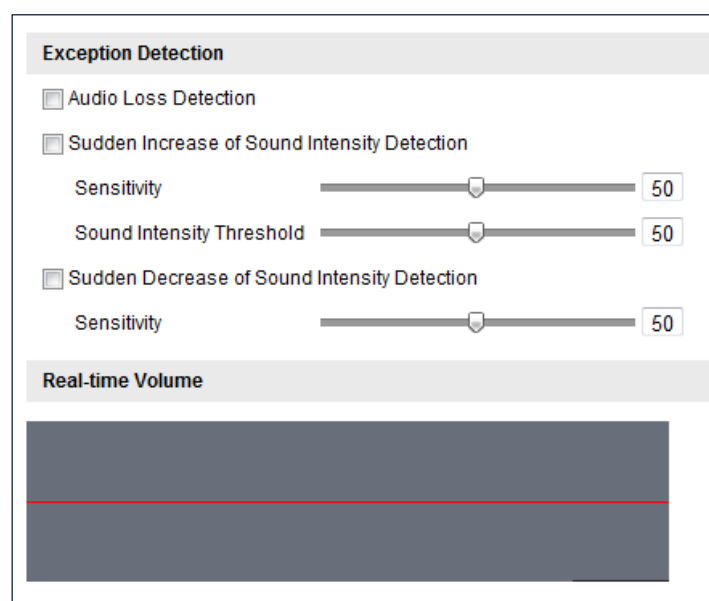 Exception Detection
Audio Loss Detection
Sudden Increase of Sound Intensity Detection
Sensitivity 50
Sound Intensity Threshold 50
Sudden Decrease of Sound Intensity Detection
Sensitivity 50
Real-time Volume